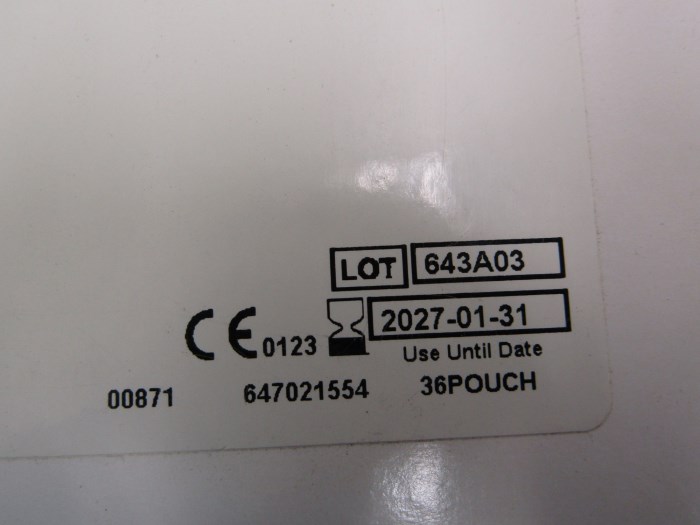 LOT 643A03
CE 0123 2027-01-31
Use Until Date
00871 647021554 36POUCH